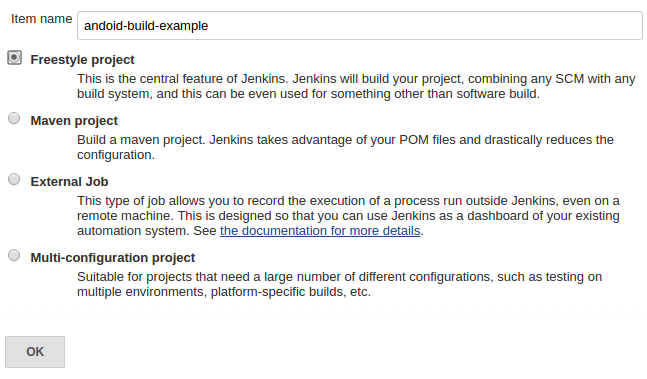 Item name andoid-build-example
Freestyle project
This is the central feature of Jenkins. Jenkins will build your project, combining any SCM with any
build system, and this can be even used for something other than software build.
Maven project
Build a maven project. Jenkins takes advantage of your POM files and drastically reduces the
configuration.
External Job
This type of job allows you to record the execution of a process run outside Jenkins, even on a
remote machine. This is designed so that you can use Jenkins as a dashboard of your existing
automation system. See the documentation for more details.
Multi-configuration project
Suitable for projects that need a large number of different configurations, such as testing on
multiple environments, platform-specific builds, etc.
OK